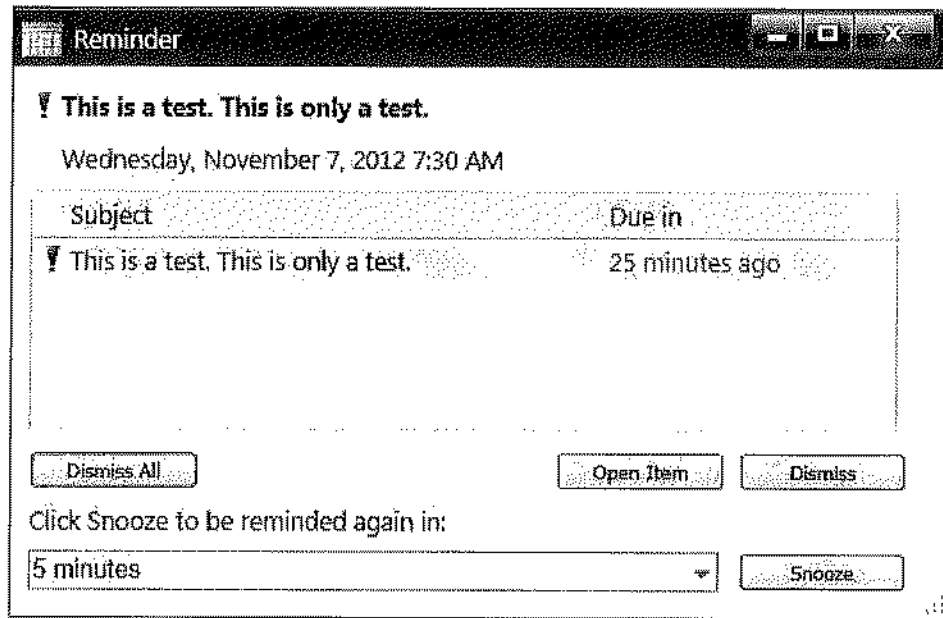 Reminder
This is a test. This is only a test.
Wednesday, November 7, 2012 7:30 AM
Subject Due in
This is a test. This is only a test. 25 minutes ago
Dismiss All Open Item Dismiss
Click Snooze to be reminded again in:
5 minutes Snooze